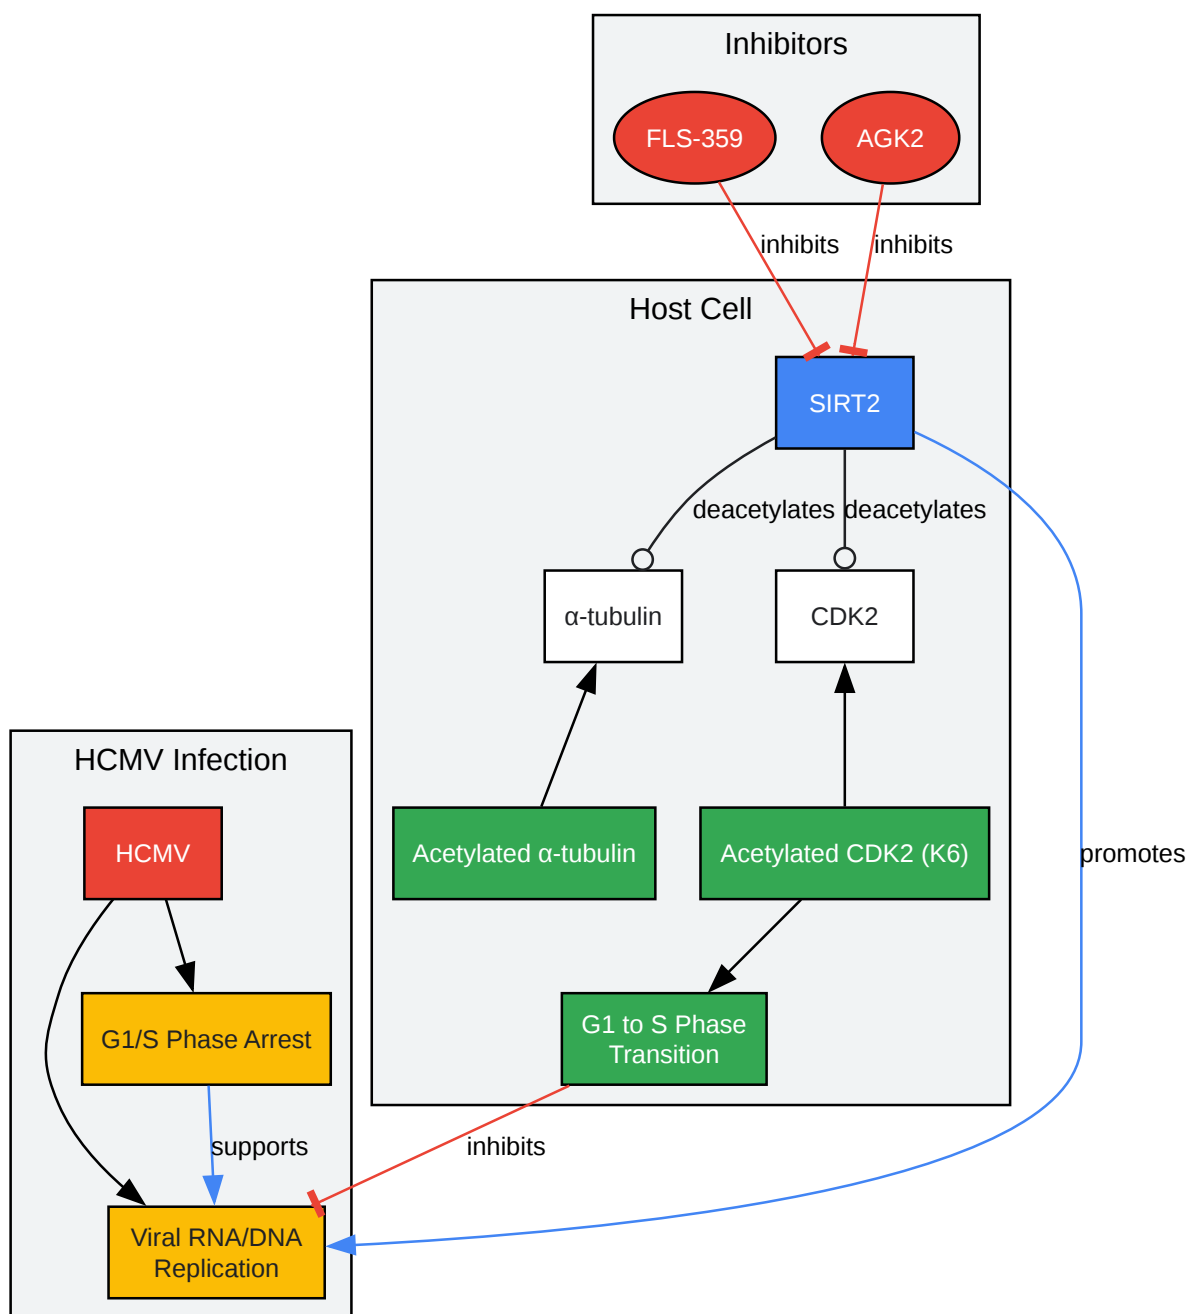 Inhibitors
FLS-359
AGK2
inhibits
inhibits
Host Cell
SIRT2
deacetylates
deacetylates
α-tubulin
CDK2
HCMV Infection
HCMV
Acetylated α-tubulin
Acetylated CDK2 (K6)
promotes
G1/S Phase Arrest
G1 to S Phase
Transition
supports
inhibits
Viral RNA/DNA
Replication